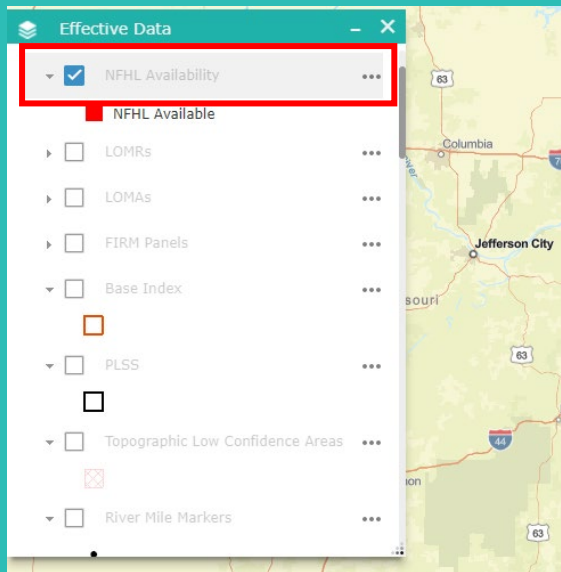 Effective Data
NFHL Availability
NFHL Available
LOMRs
LOMAs
FIRM Panels
Base Index
PLSS
Topographic Low Confidence Areas
River Mile Markers
63
Columbia
Jefferson City
souri
63
44
non
63